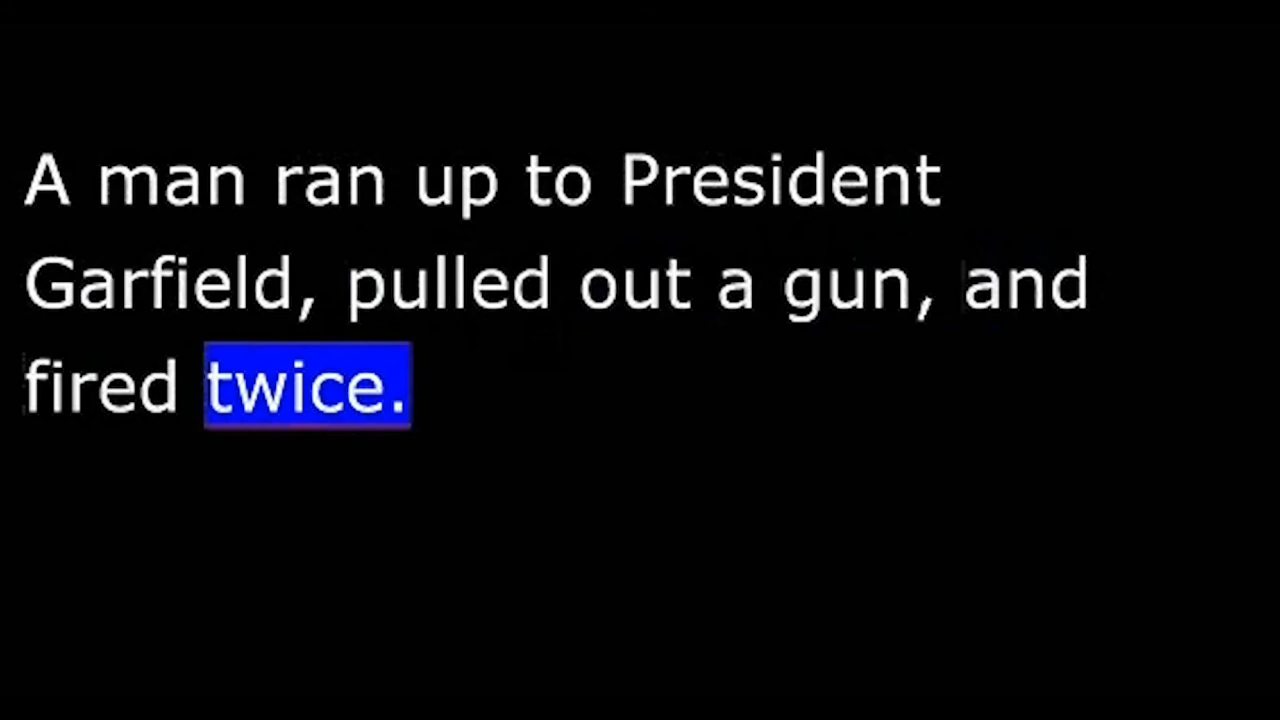 A man ran up to President
Garfield, pulled out a gun, and
fired twice.